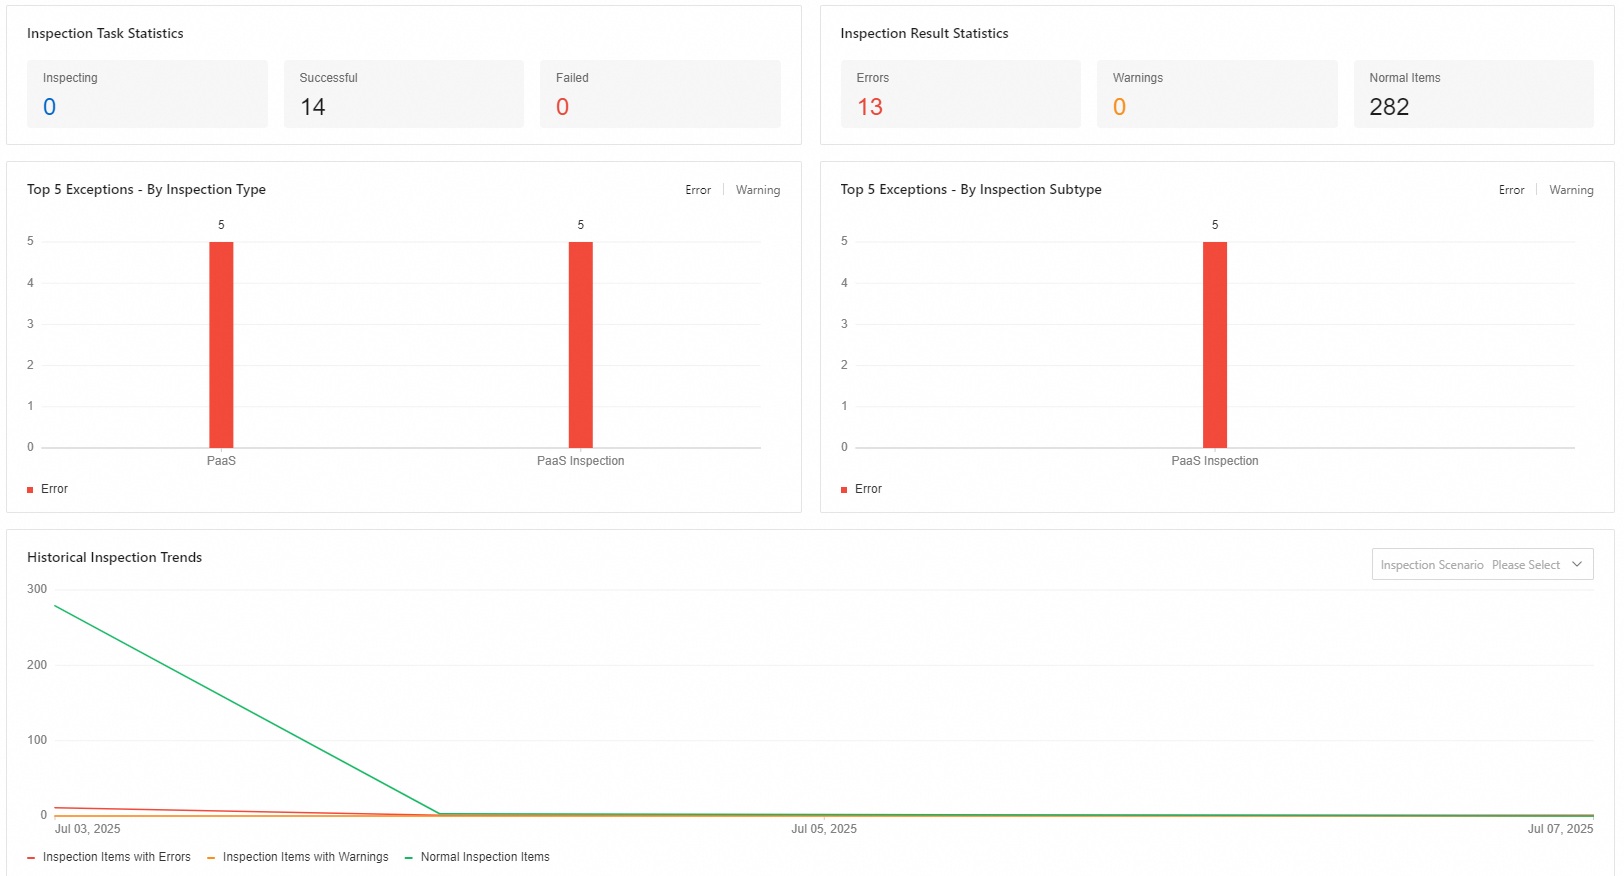 Inspection Task Statistics
Inspecting
0
Successful
14
Failed
0
Inspection Result Statistics
Errors
13
Warnings
0
Normal Items
282
Top 5 Exceptions - By Inspection Type
Error
Warning
5
5
5
4
3
2
1
0
PaaS
PaaS Inspection
Error
Top 5 Exceptions - By Inspection Subtype
Error
Warning
5
5
4
3
2
1
0
PaaS Inspection
Error
Historical Inspection Trends
Inspection Scenario Please Select
300
200
100
0
Jul 03, 2025
Jul 05, 2025
Jul 07, 2025
Inspection Items with Errors
Inspection Items with Warnings
Normal Inspection Items